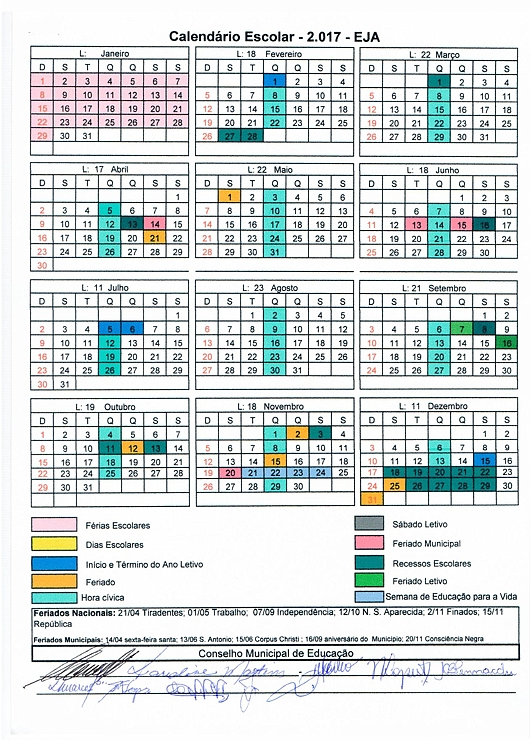 Calendário Escolar - 2.017 - EJA
L: Janeiro
D S T Q Q S S
1 2 3 4 5 6 7
8 9 10 11 12 13 14
15 16 17 18 19 20 21
22 23 24 25 26 27 28
29 30 31
L: 18 Fevereiro
D S T Q Q S S
1 2 3 4
5 6 7 8 9 10 11
12 13 14 15 16 17 18
19 20 21 22 23 24 25
26 27 28
L: 22 Março
D S T Q Q S S
1 2 3 4
5 6 7 8 9 10 11
12 13 14 15 16 17 18
19 20 21 22 23 24 25
26 27 28 29 30 31
L: 17 Abril
D S T Q Q S S
1
2 3 4 5 6 7 8
9 10 11 12 13 14 15
16 17 18 19 20 21 22
23 24 25 26 27 28 29
30
L: 22 Maio
D S T Q Q S S
1 2 3 4 5 6
7 8 9 10 11 12 13
14 15 16 17 18 19 20
21 22 23 24 25 26 27
28 29 30 31
L: 18 Junho
D S T Q Q S S
1 2 3
4 5 6 7 8 9 10
11 12 13 14 15 16 17
18 19 20 21 22 23 24
25 26 27 28 29 30
L: 11 Julho
D S T Q Q S S
1
2 3 4 5 6 7 8
9 10 11 12 13 14 15
16 17 18 19 20 21 22
23 24 25 26 27 28 29
30 31
L: 23 Agosto
D S T Q Q S S
1 2 3 4 5
6 7 8 9 10 11 12
13 14 15 16 17 18 19
20 21 22 23 24 25 26
27 28 29 30 31
L: 21 Setembro
D S T Q Q S S
1 2
3 4 5 6 7 8 9
10 11 12 13 14 15 16
17 18 19 20 21 22 23
24 25 26 27 28 29 30
L: 19 Outubro
D S T Q Q S S
1 2 3 4 5 6 7
8 9 10 11 12 13 14
15 16 17 18 19 20 21
22 23 24 25 26 27 28
29 30 31
L: 18 Novembro
D S T Q Q S S
1 2 3 4
5 6 7 8 9 10 11
12 13 14 15 16 17 18
19 20 21 22 23 24 25
26 27 28 29 30
L: 11 Dezembro
D S T Q Q S S
1 2
3 4 5 6 7 8 9
10 11 12 13 14 15 16
17 18 19 20 21 22 23
24 25 26 27 28 29 30
31
Férias Escolares
Dias Escolares
Início e Término do Ano Letivo
Feriado
Hora cívica
Sábado Letivo
Feriado Municipal
Recessos Escolares
Feriado Letivo
Semana de Educação para a Vida
Feriados Nacionais: 21/04 Tiradentes; 01/05 Trabalho; 07/09 Independência; 12/10 N. S. Aparecida; 2/11 Finados; 15/11
República
Feriados Municipais: 14/04 sexta-feira santa; 13/06 S. Antonio; 15/06 Corpus Christi ; 16/09 aniversário do Município; 20/11 Consciência Negra
Conselho Municipal de Educação